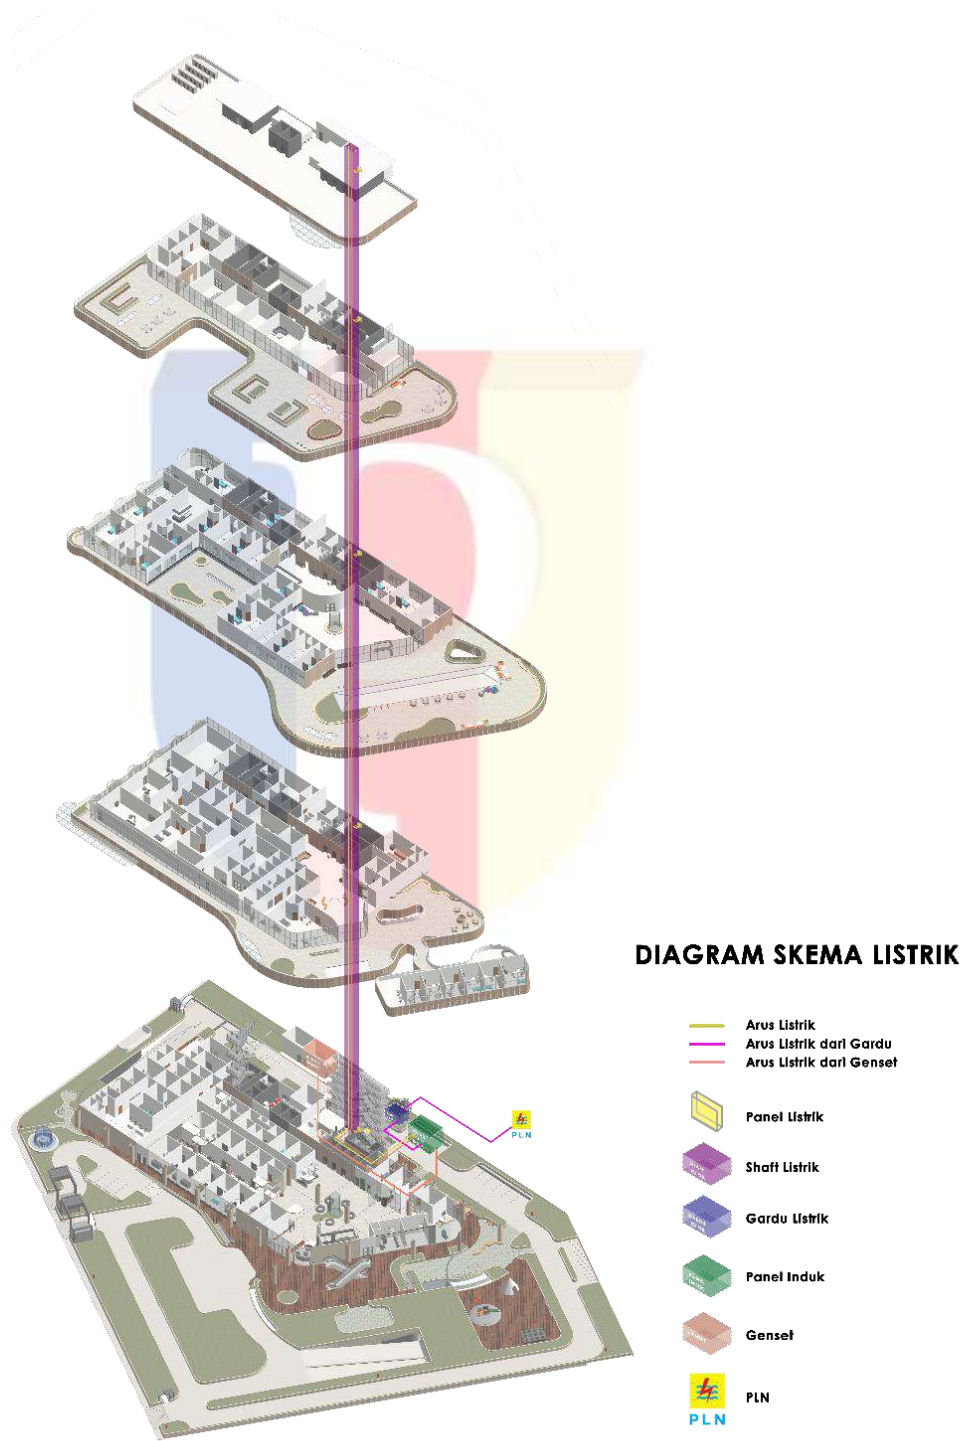 PLN
DIAGRAM SKEMA LISTRIK
Arus Listrik
Arus Listrik dari Gardu
Arus Listrik dari Genset
Panel Listrik
Shaft Listrik
Gardu Listrik
Panel Induk
Genset
PLN
PLN